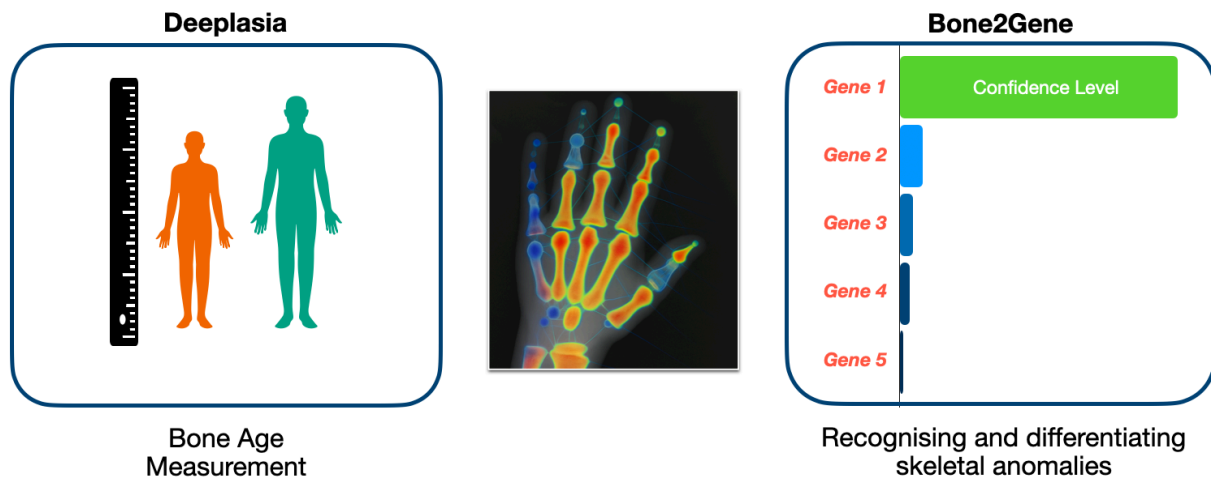 Deeplasia
Bone Age
Measurement
Bone2Gene
Gene 1
Confidence Level
Gene 2
Gene 3
Gene 4
Gene 5
Recognising and differentiating
skeletal anomalies